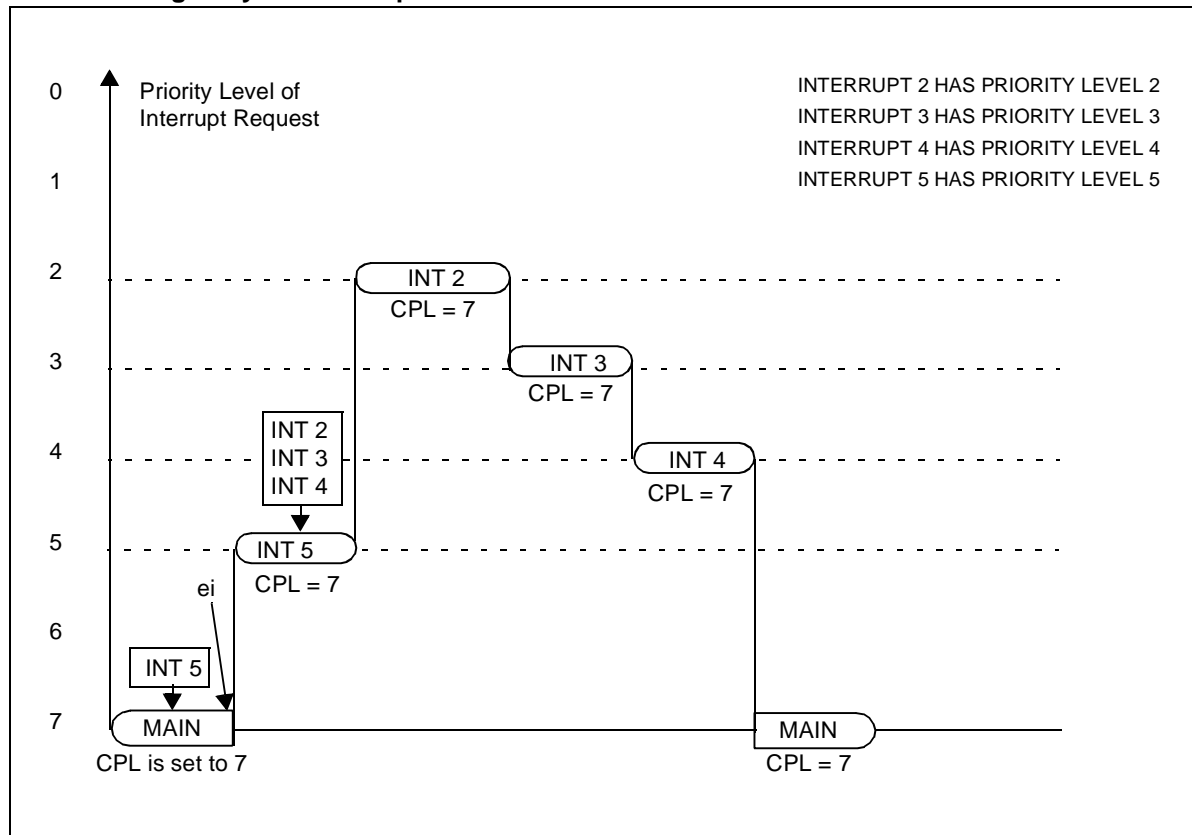 0
Priority Level of
Interrupt Request
INTERRUPT 2 HAS PRIORITY LEVEL 2
INTERRUPT 3 HAS PRIORITY LEVEL 3
INTERRUPT 4 HAS PRIORITY LEVEL 4
INTERRUPT 5 HAS PRIORITY LEVEL 5
1
2
INT 2
CPL = 7
3
INT 3
CPL = 7
INT 2
INT 3
INT 4
4
INT 4
CPL = 7
5
INT 5
CPL = 7
ei
6
INT 5
7
MAIN
CPL is set to 7
MAIN
CPL = 7